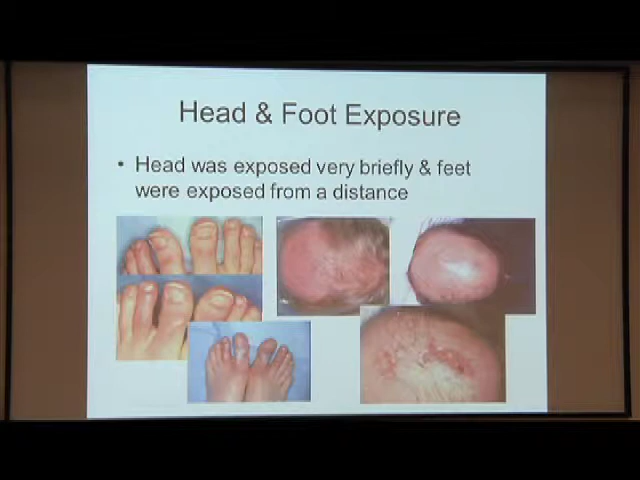 Head & Foot Exposure
• Head was exposed very briefly & feet
were exposed from a distance